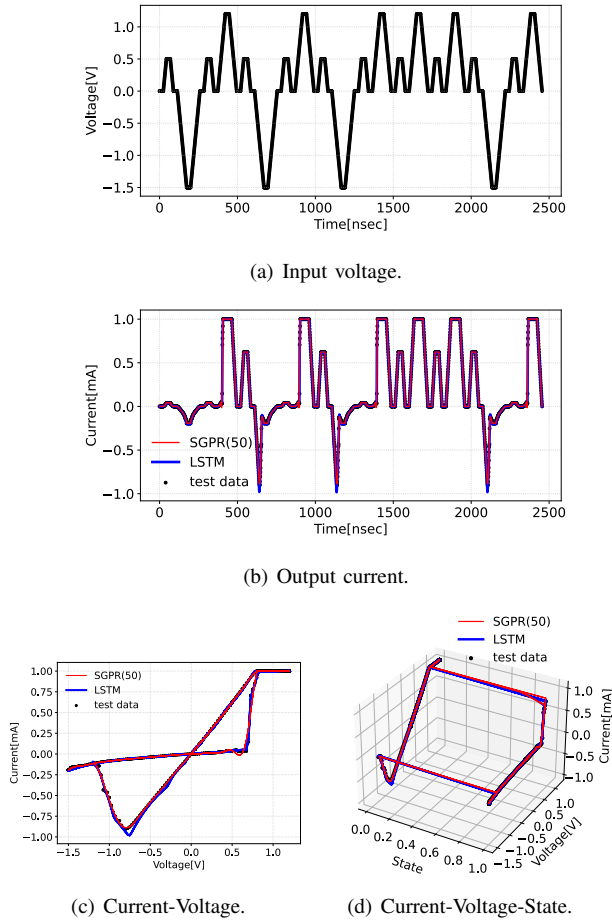 1.0
0.5
0.0
−0.5
−1.0
−1.5
Voltage[V]
0 500 1000 1500 2000 2500
Time[nsec]
(a) Input voltage.
1.0
0.5
0.0
−0.5
−1.0
Current[mA]
SGPR(50)
LSTM
test data
0 500 1000 1500 2000 2500
Time[nsec]
(b) Output current.
1.00
0.75
0.50
0.25
0.00
−0.25
−0.50
−0.75
−1.00
Current[mA]
SGPR(50)
LSTM
test data
−1.5 −1.0 −0.5 0.0 0.5 1.0
Voltage[V]
(c) Current-Voltage.
SGPR(50)
LSTM
test data
1.0
0.5
0.0
−0.5
−1.0
Current[mA]
1.0
0.5
0.0
−0.5
−1.0
−1.5
Voltage[V]
0.0 0.2 0.4 0.6 0.8 1.0
State
(d) Current-Voltage-State.